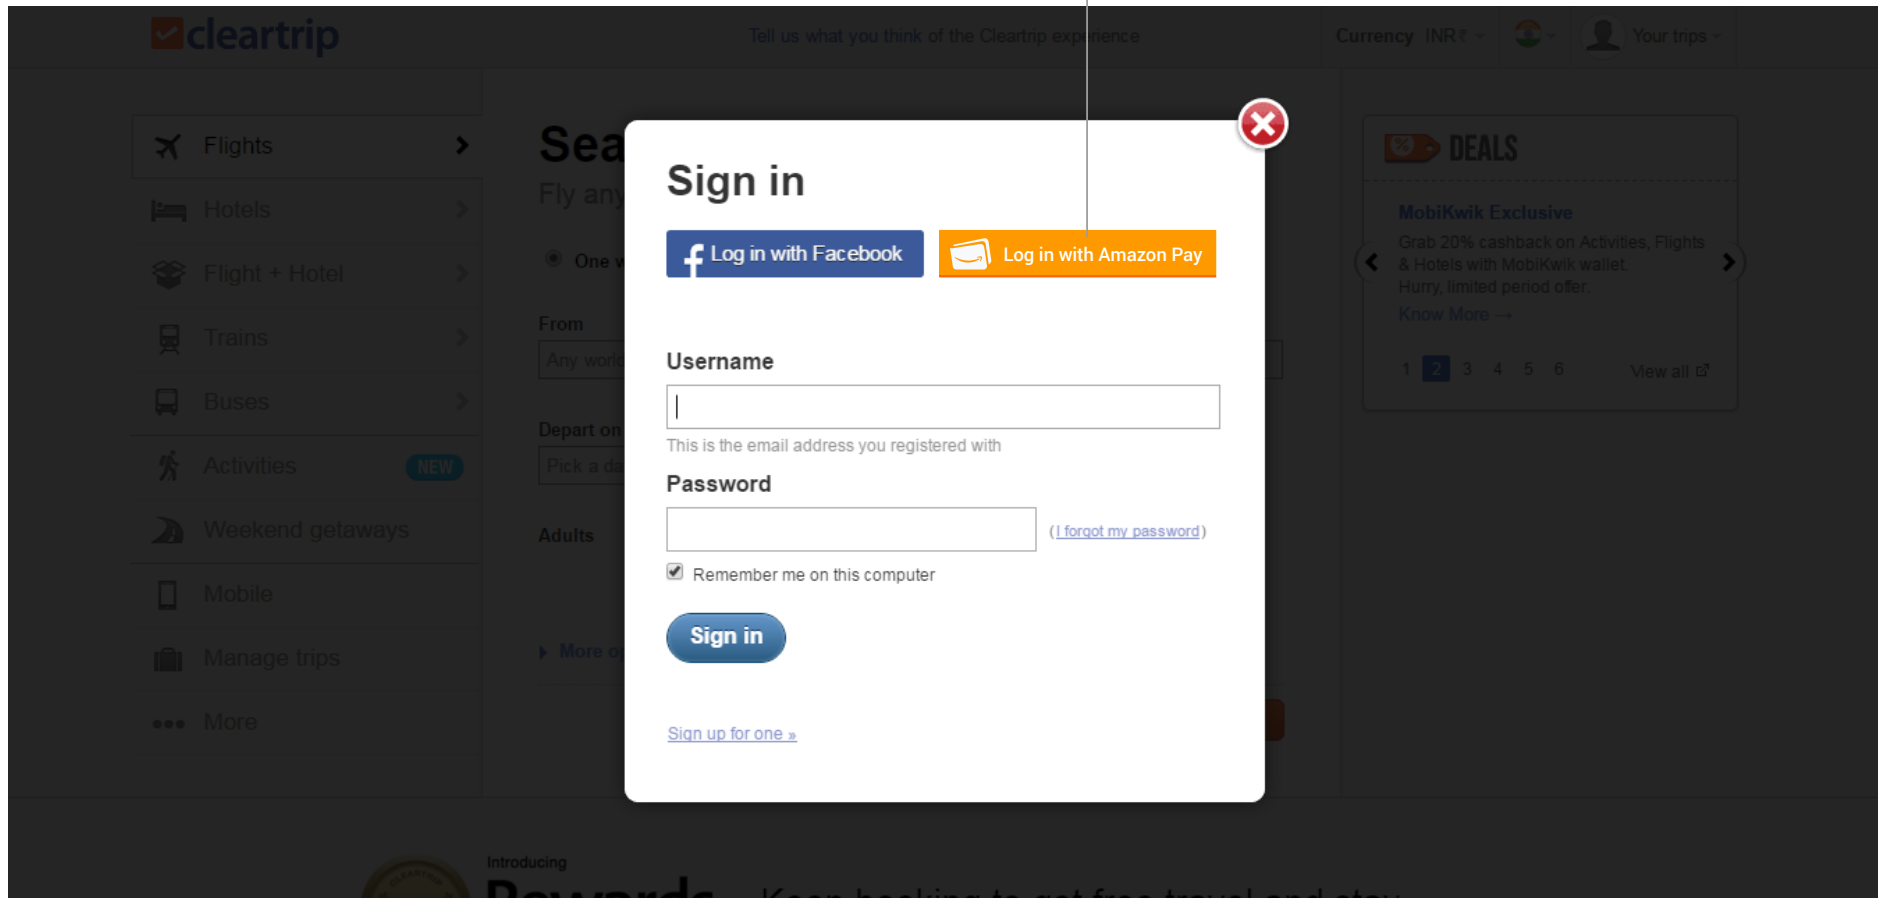 cleartrip
Tell us what you think of the Cleartrip experience
Currency INR₹
Your trips
Flights
Hotels
Flight + Hotel
Trains
Buses
Activities NEW
Weekend getaways
Mobile
Manage trips
More
Sea
Fly any
One w
From
Any world
Depart on
Pick a da
Adults
More op
Sign in
Log in with Facebook
Log in with Amazon Pay
Username
This is the email address you registered with
Password
(I forgot my password)
Remember me on this computer
Sign in
Sign up for one »
% DEALS
MobiKwik Exclusive
Grab 20% cashback on Activities, Flights
& Hotels with MobiKwik wallet.
Hurry, limited period offer.
Know More →
1 2 3 4 5 6 View all
CLEARTRIP
Introducing
Rewards
Keep booking to get free travel and stay